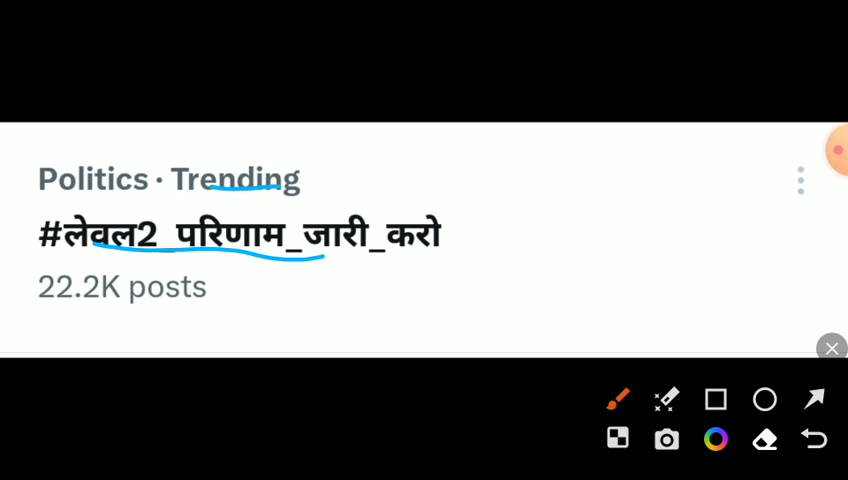 Politics · Trending
#लेवल2_परिणाम_जारी_करो
22.2K posts